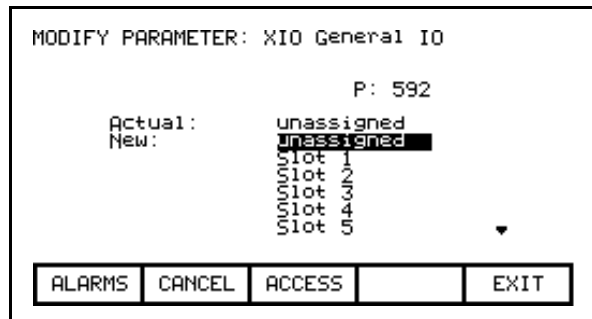 MODIFY PARAMETER: XIO General IO
P: 592
Actual: unassigned
New: unassigned
Slot 1
Slot 2
Slot 3
Slot 4
Slot 5
ALARMS CANCEL ACCESS EXIT